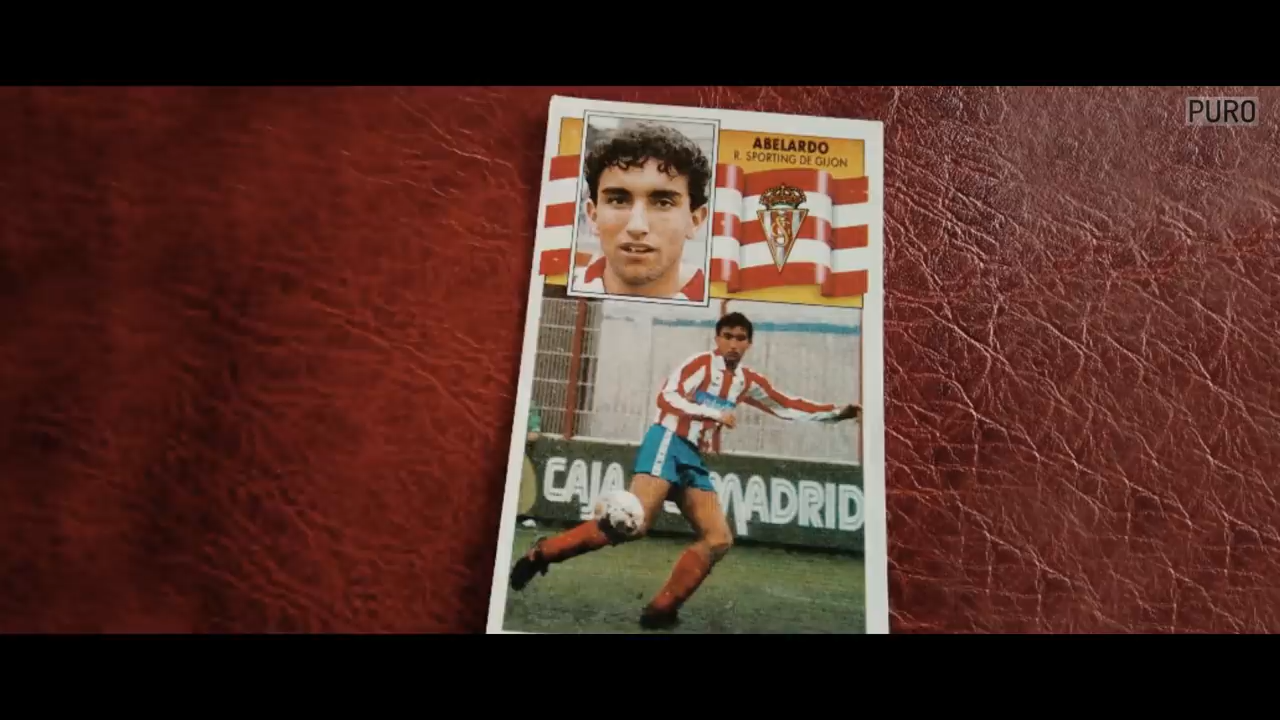 PURO
ABELARDO
R. SPORTING DE GIJON
CAJA MADRID